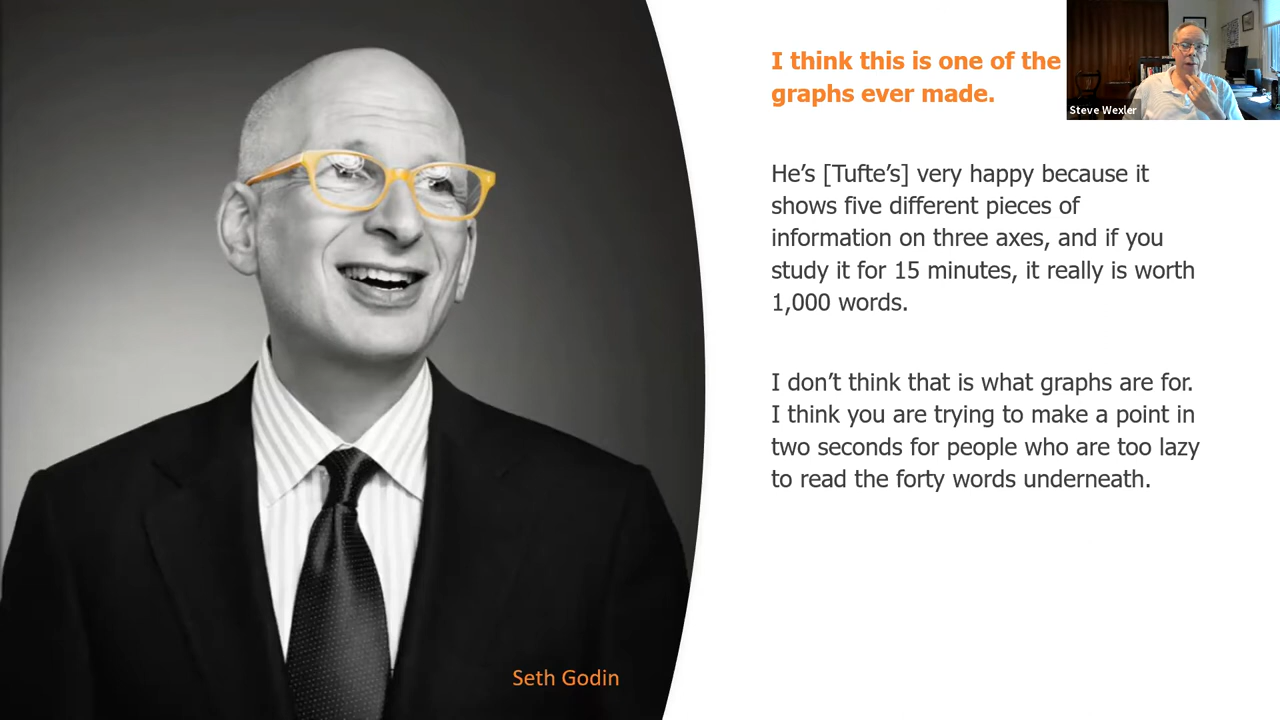 I think this is one of the
graphs ever made.
Steve Wexler
He’s [Tufte’s] very happy because it
shows five different pieces of
information on three axes, and if you
study it for 15 minutes, it really is worth
1,000 words.
I don’t think that is what graphs are for.
I think you are trying to make a point in
two seconds for people who are too lazy
to read the forty words underneath.
Seth Godin